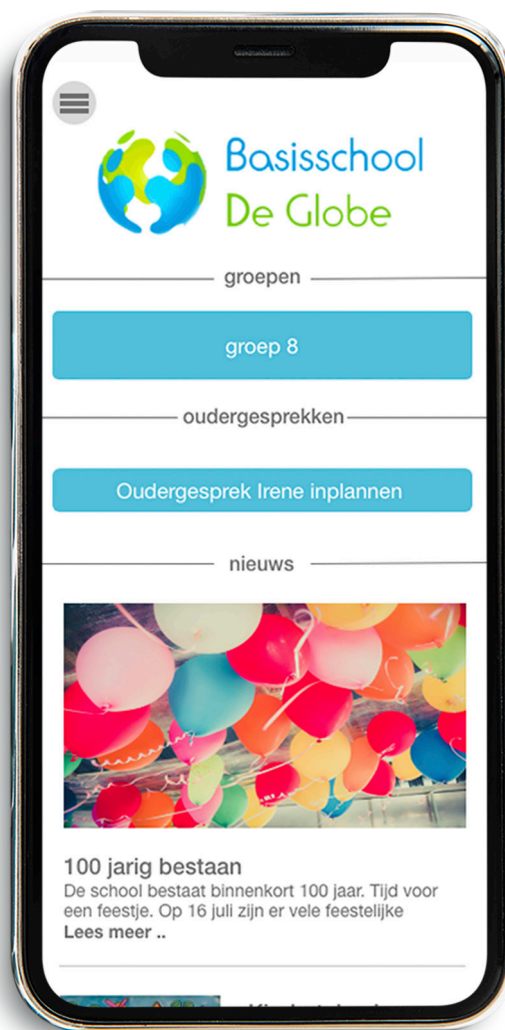 Basisschool
De Globe
groepen
groep 8
oudergesprekken
Oudergesprek Irene inplannen
nieuws
100 jarig bestaan
De school bestaat binnenkort 100 jaar. Tijd voor
een feestje. Op 16 juli zijn er vele feestelijke
Lees meer ..